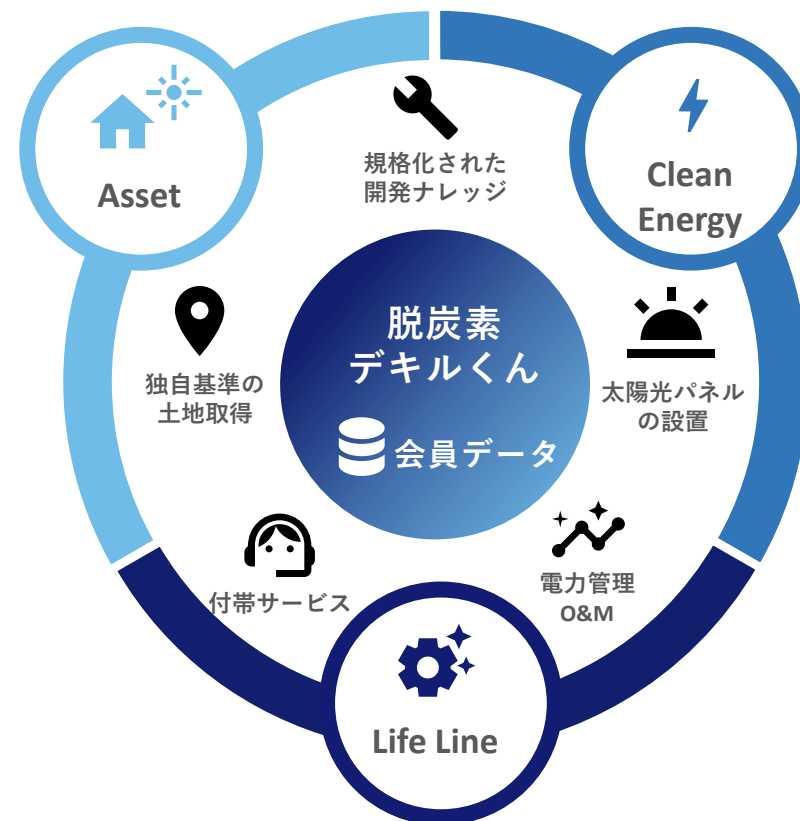 規格化された
開発ナレッジ
Asset
Clean
Energy
脱炭素
デキルくん
会員データ
独自基準の
土地取得
太陽光パネル
の設置
付帯サービス
電力管理
O&M
Life Line